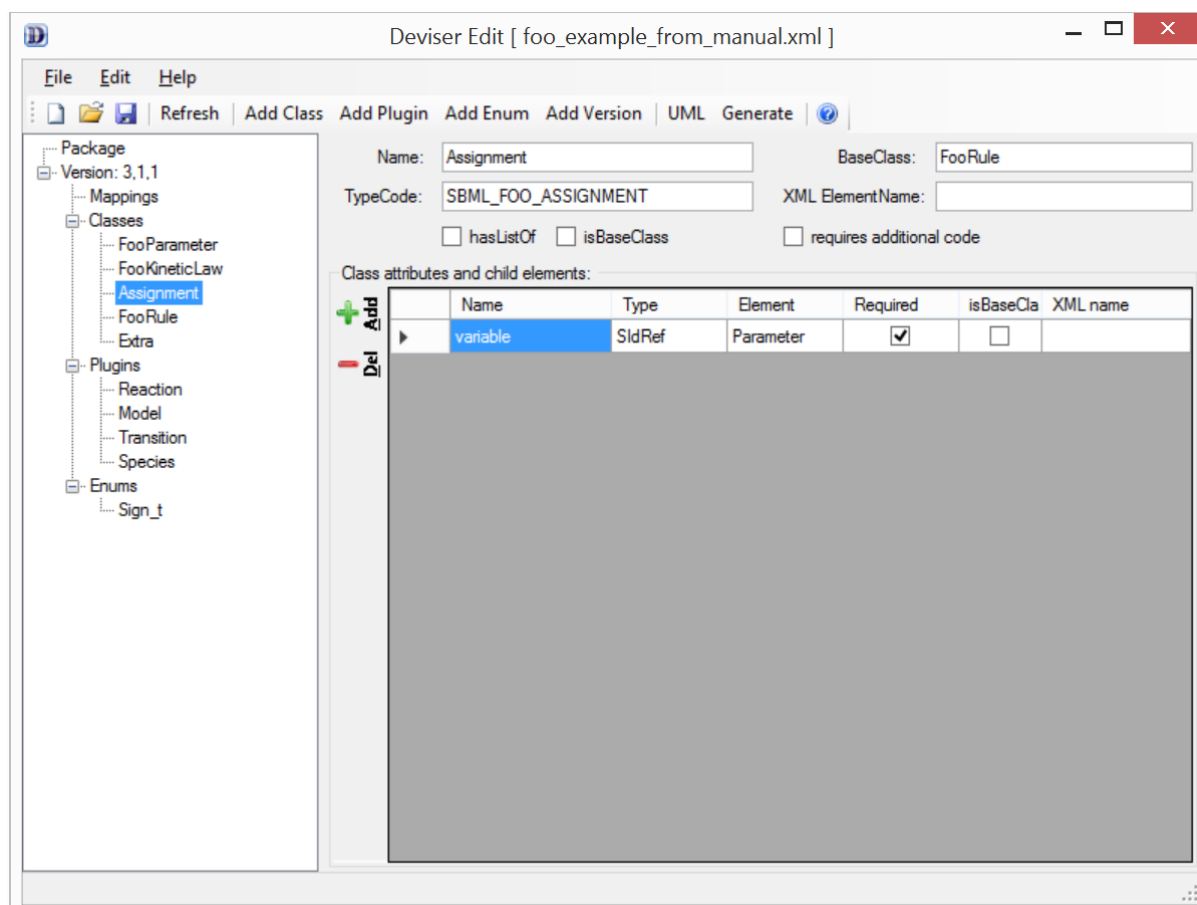 Deviser Edit [ foo_example_from_manual.xml ]
File Edit Help
Refresh Add Class Add Plugin Add Enum Add Version UML Generate
Package
Version: 3,1,1
Mappings
Classes
FooParameter
FooKineticLaw
Assignment
FooRule
Extra
Plugins
Reaction
Model
Transition
Species
Enums
Sign_t
Name: Assignment BaseClass: FooRule
TypeCode: SBML_FOO_ASSIGNMENT XML ElementName:
hasListOf isBaseClass requires additional code
Class attributes and child elements:
Add
Del
Name Type Element Required isBaseCla XML name
variable SIdRef Parameter